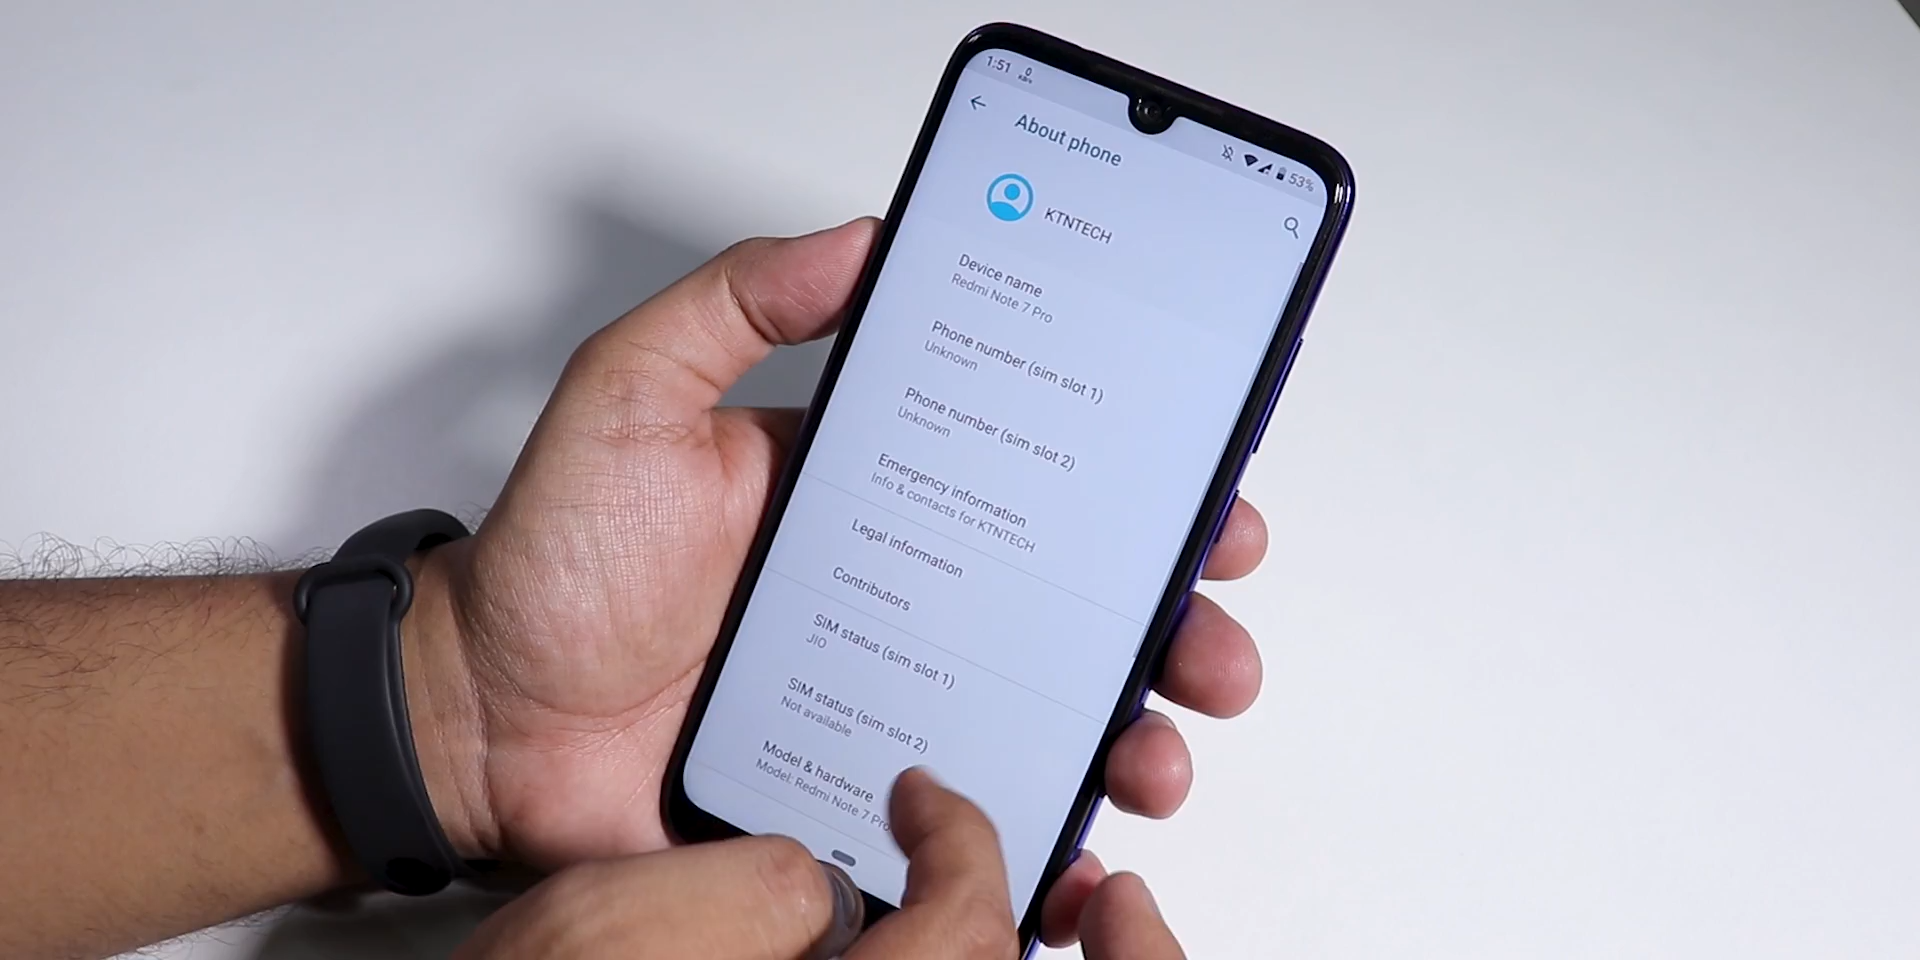 1:51 0
KB/s
53%
About phone
KTNTECH
Device name
Redmi Note 7 Pro
Phone number (sim slot 1)
Unknown
Phone number (sim slot 2)
Unknown
Emergency information
Info & contacts for KTNTECH
Legal information
Contributors
SIM status (sim slot 1)
JIO
SIM status (sim slot 2)
Not available
Model & hardware
Model: Redmi Note 7 Pro